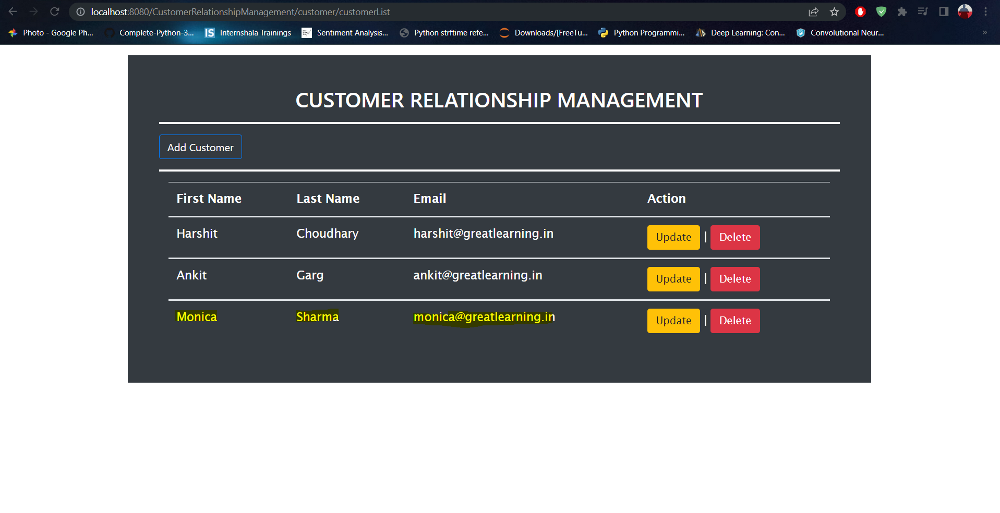 localhost:8080/CustomerRelationshipManagement/customer/customerList
Photo - Google Ph... Complete-Python-3... IS Internshala Trainings Sentiment Analysis... Python strftime refe... Downloads/[FreeTu... Python Programmi... Deep Learning: Con... Convolutional Neur... »
CUSTOMER RELATIONSHIP MANAGEMENT
Add Customer
First Name Last Name Email Action
Harshit Choudhary harshit@greatlearning.in Update | Delete
Ankit Garg ankit@greatlearning.in Update | Delete
Monica Sharma monica@greatlearning.in Update | Delete